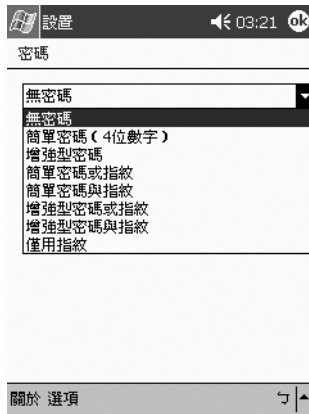 設置 03:21 ok
密碼
無密碼
無密碼
簡單密碼(4位數字)
增強型密碼
簡單密碼或指紋
簡單密碼與指紋
增強型密碼或指紋
增強型密碼與指紋
僅用指紋
關於 選項 ㄅ